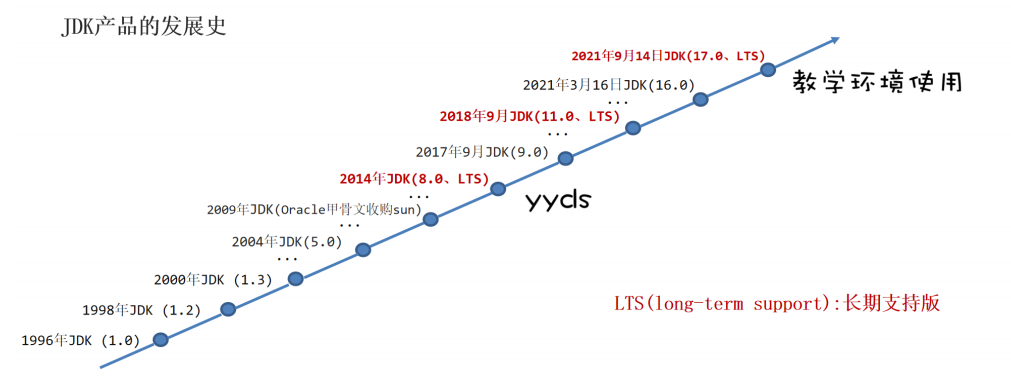 JDK产品的发展史
2021年9月14日JDK(17.0、LTS)
教学环境使用
2021年3月16日JDK(16.0)
...
2018年9月JDK(11.0、LTS)
...
2017年9月JDK(9.0)
2014年JDK(8.0、LTS)
yyds
...
2009年JDK(Oracle甲骨文收购sun)
...
2004年JDK(5.0)
...
2000年JDK (1.3)
1998年JDK (1.2)
LTS(long-term support):长期支持版
1996年JDK (1.0)